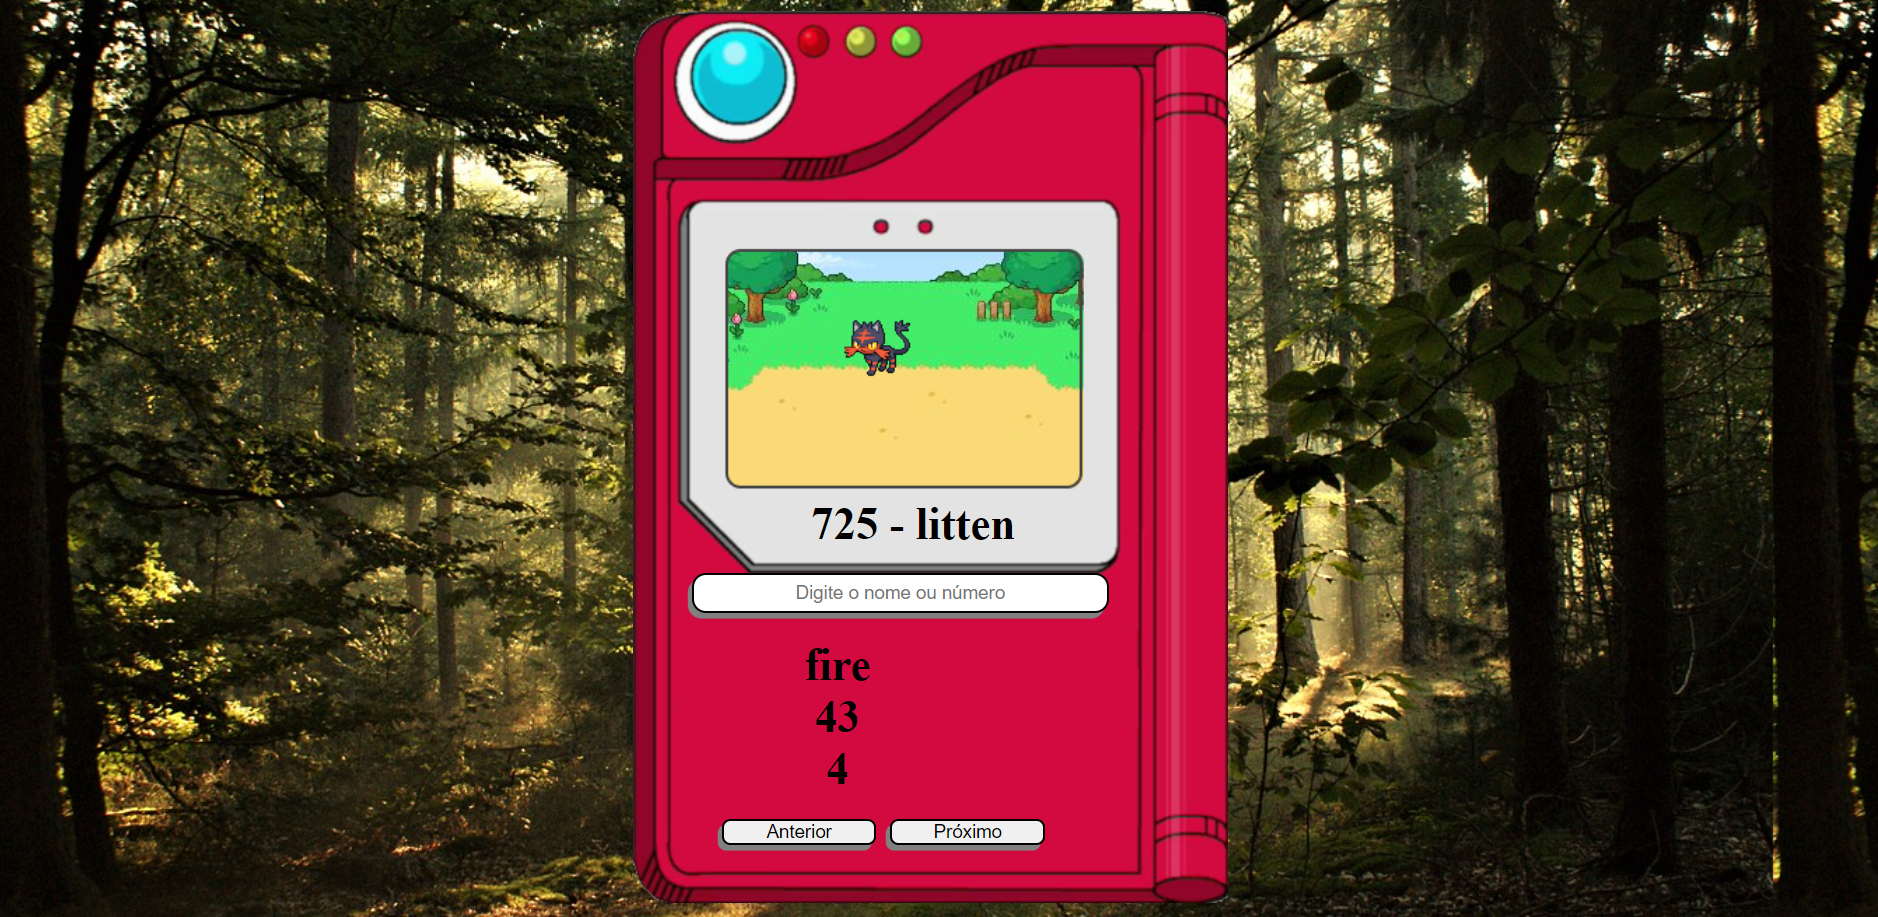 725 - litten
Digite o nome ou número
fire
43
4
Anterior Próximo